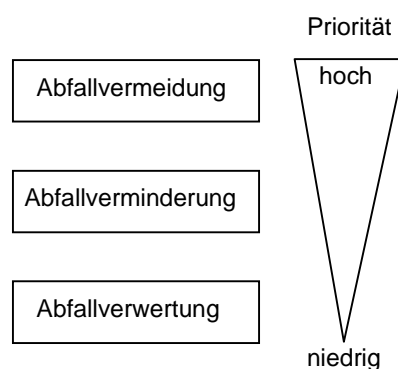 Priorität
hoch
Abfallvermeidung
Abfallverminderung
Abfallverwertung
niedrig